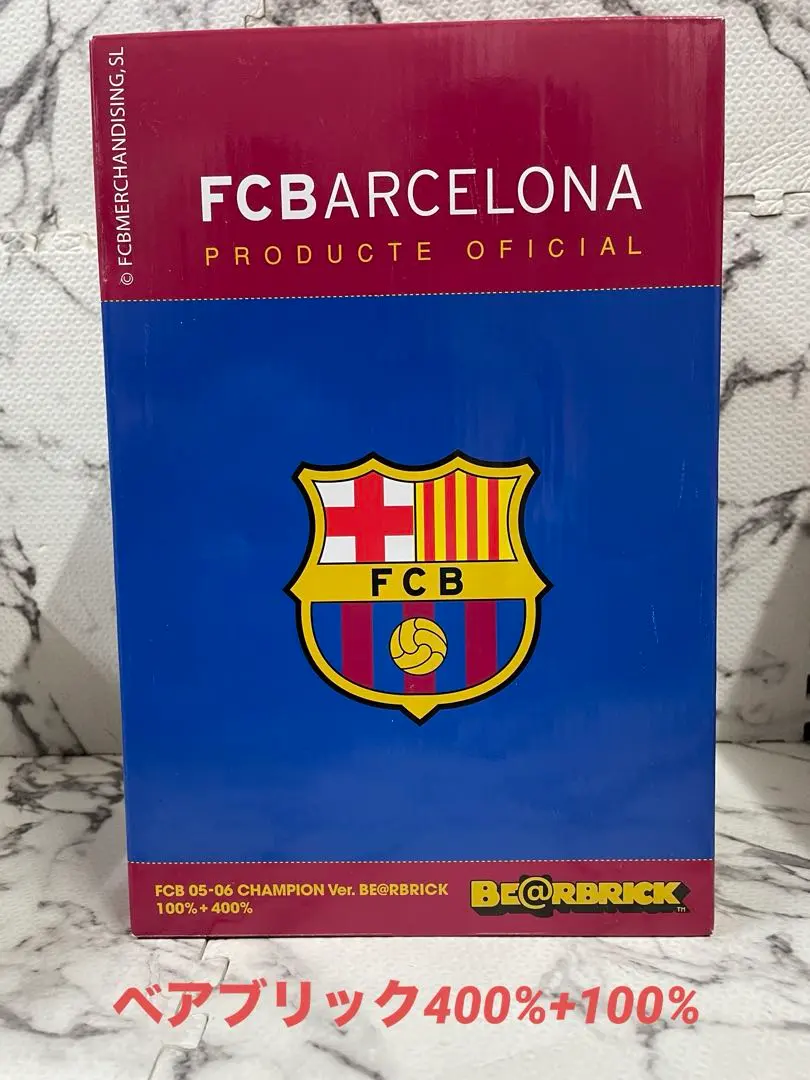 © FCBMERCHANDISING, SL
FCBARCELONA
PRODUCTE OFICIAL
FCB
FCB 05-06 CHAMPION Ver. BE@RBRICK
100% + 400%
BE@RBRICK™
ベアブリック400%+100%